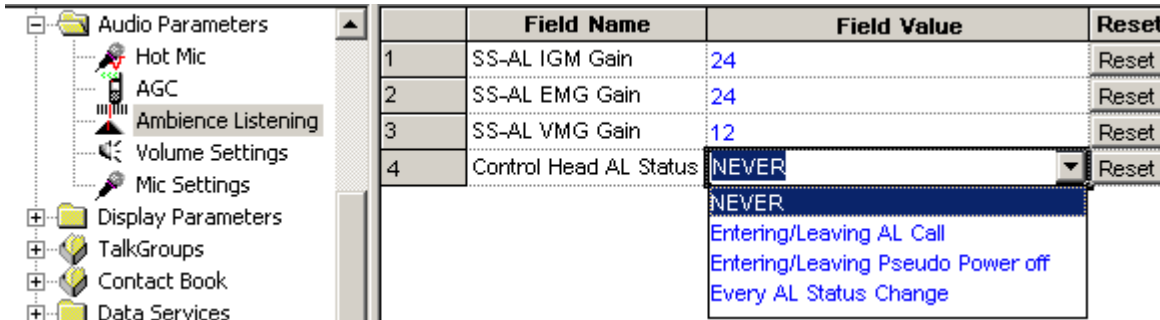 Audio Parameters
Hot Mic
AGC
Ambience Listening
Volume Settings
Mic Settings
Display Parameters
TalkGroups
Contact Book
Data Services
Field Name Field Value Reset
1 SS-AL IGM Gain 24 Reset
2 SS-AL EMG Gain 24 Reset
3 SS-AL VMG Gain 12 Reset
4 Control Head AL Status NEVER Reset
NEVER
Entering/Leaving AL Call
Entering/Leaving Pseudo Power off
Every AL Status Change